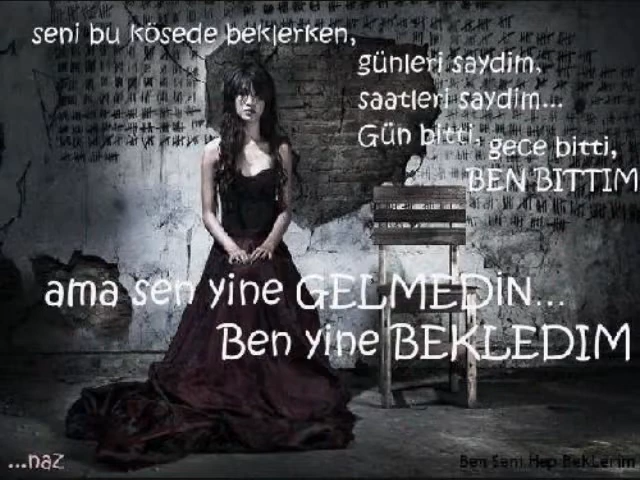 seni bu kösede beklerken,
günleri saydim,
saatleri saydim...
Gün bitti, gece bitti,
BEN BITTIM
ama sen yine GELMEDİN...
Ben yine BEKLEDIM
...naz
Ben Seni Hep BekLerim